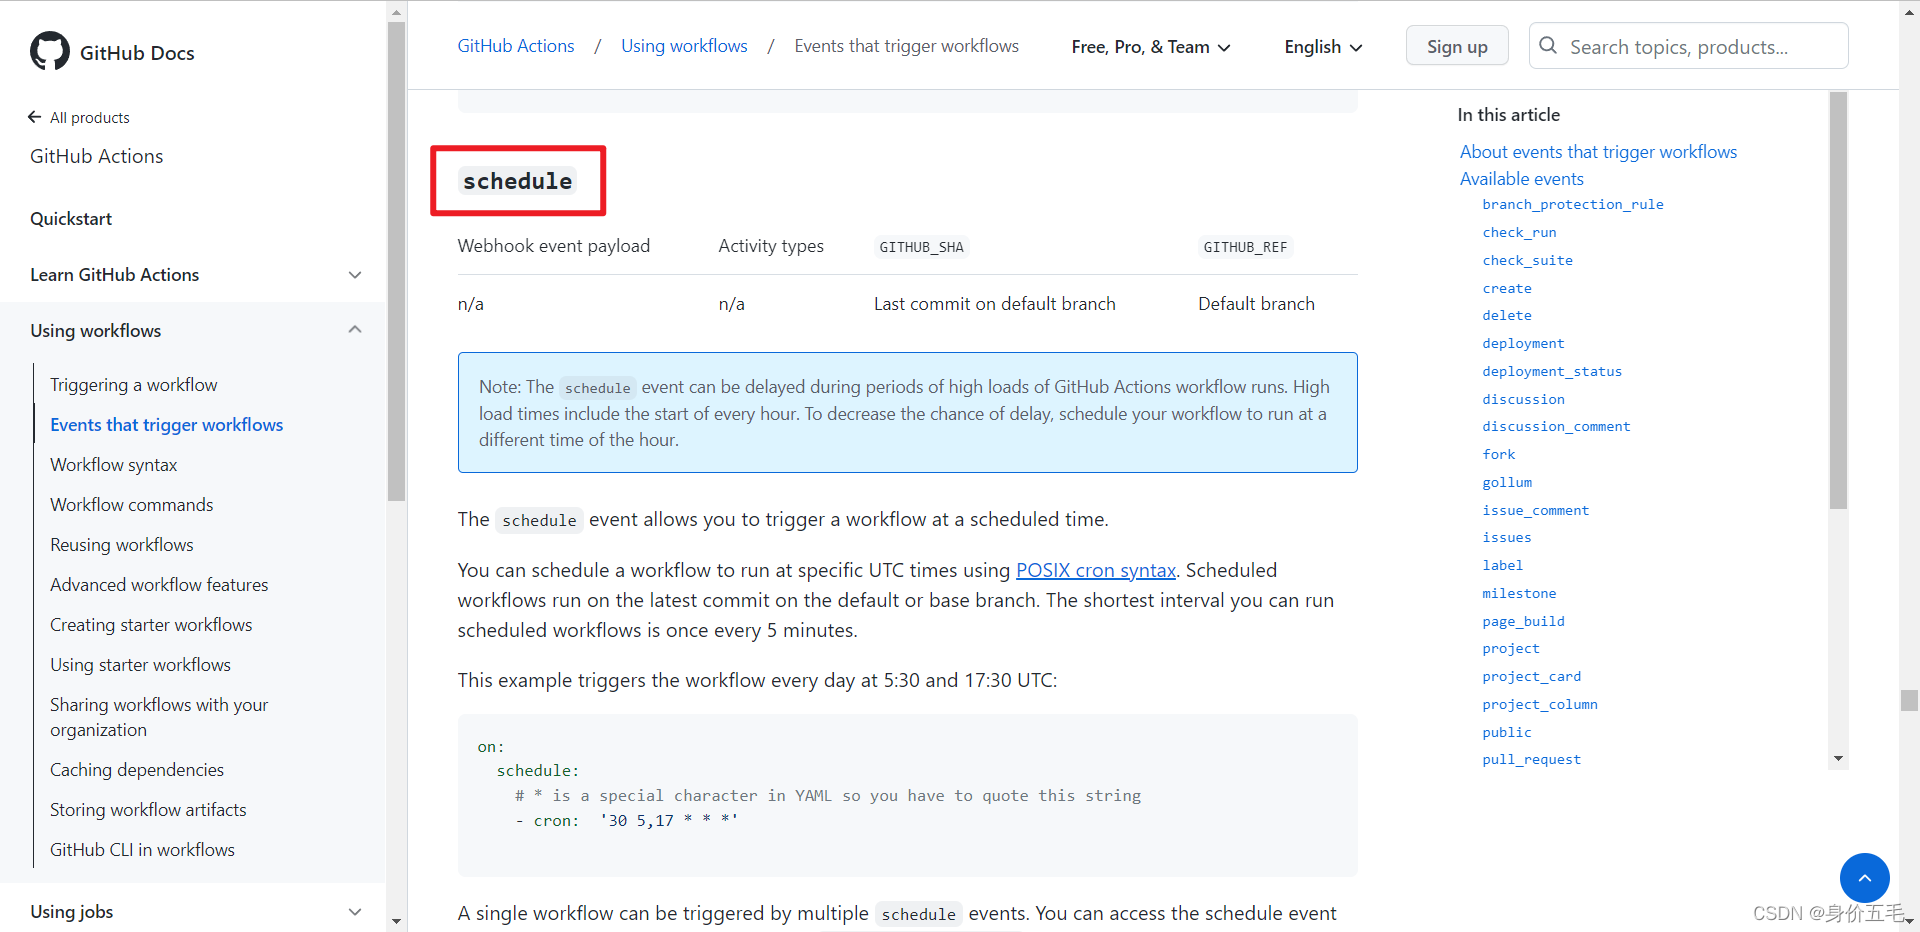 GitHub Docs
All products
GitHub Actions
Quickstart
Learn GitHub Actions
Using workflows
Triggering a workflow
Events that trigger workflows
Workflow syntax
Workflow commands
Reusing workflows
Advanced workflow features
Creating starter workflows
Using starter workflows
Sharing workflows with your
organization
Caching dependencies
Storing workflow artifacts
GitHub CLI in workflows
Using jobs
GitHub Actions / Using workflows / Events that trigger workflows
Free, Pro, & Team
English
Sign up
Search topics, products...
schedule
Webhook event payload Activity types GITHUB_SHA GITHUB_REF
n/a n/a Last commit on default branch Default branch
Note: The schedule event can be delayed during periods of high loads of GitHub Actions workflow runs. High
load times include the start of every hour. To decrease the chance of delay, schedule your workflow to run at a
different time of the hour.
The schedule event allows you to trigger a workflow at a scheduled time.
You can schedule a workflow to run at specific UTC times using POSIX cron syntax. Scheduled
workflows run on the latest commit on the default or base branch. The shortest interval you can run
scheduled workflows is once every 5 minutes.
This example triggers the workflow every day at 5:30 and 17:30 UTC:
on:
  schedule:
    # * is a special character in YAML so you have to quote this string
    - cron:  '30 5,17 * * *'
A single workflow can be triggered by multiple schedule events. You can access the schedule event
In this article
About events that trigger workflows
Available events
branch_protection_rule
check_run
check_suite
create
delete
deployment
deployment_status
discussion
discussion_comment
fork
gollum
issue_comment
issues
label
milestone
page_build
project
project_card
project_column
public
pull_request
CSDN @身价五毛